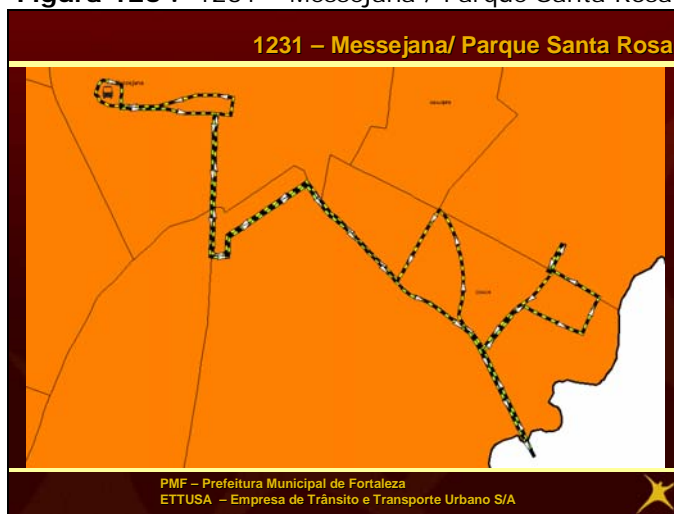 Figura 1234 - 1231 – Messejana / Parque Santa Rosa
1231 – Messejana/ Parque Santa Rosa
PMF – Prefeitura Municipal de Fortaleza
ETTUSA – Empresa de Trânsito e Transporte Urbano S/A